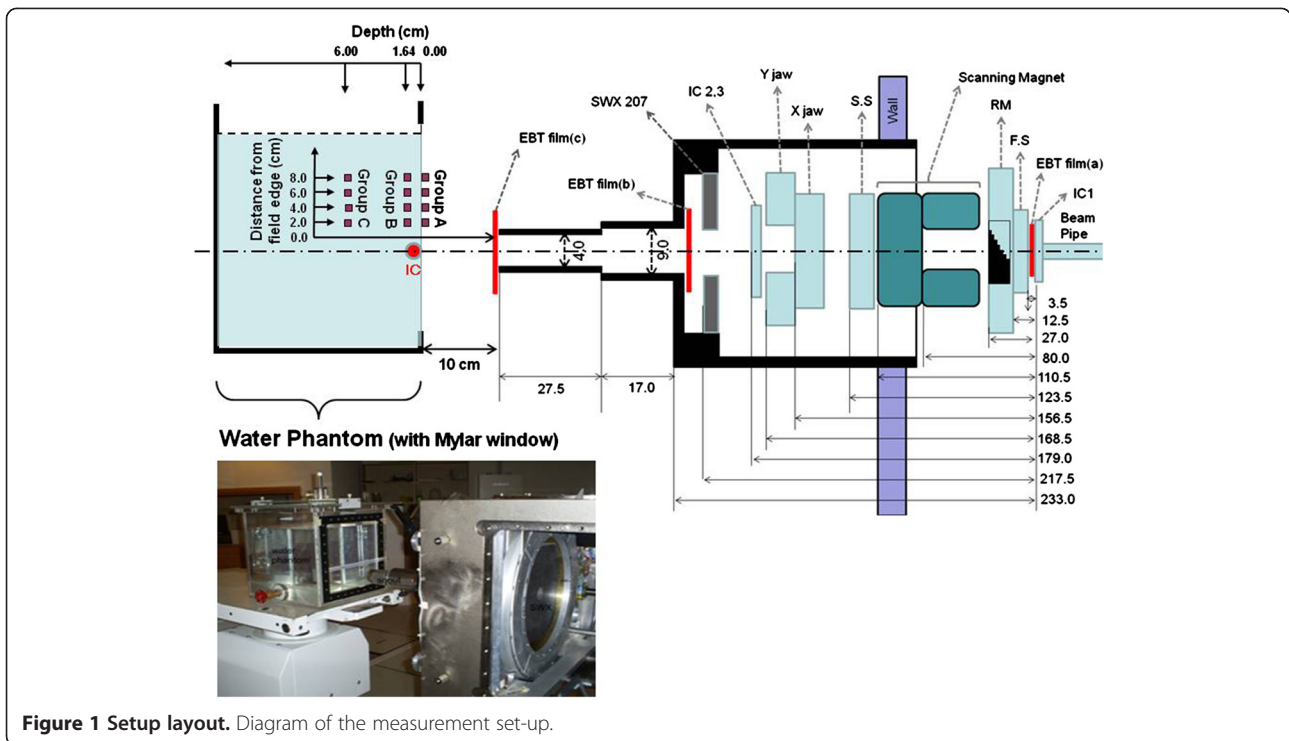 Depth (cm)
6.00 1.64 0.00
Distance from
field edge (cm)
8.0
6.0
4.0
2.0
0.0
Group C
Group B
Group A
IC
EBT film(c)
EBT film(b)
SWX 207
IC 2.3
Y jaw
X jaw
S.S
Wall
Scanning Magnet
RM
F.S
EBT film(a)
IC1
Beam
Pipe
4.0
9.0
10 cm
27.5
17.0
3.5
12.5
27.0
80.0
110.5
123.5
156.5
168.5
179.0
217.5
233.0
Water Phantom (with Mylar window)
water
phantom
snout
SWX
Figure 1 Setup layout. Diagram of the measurement set-up.